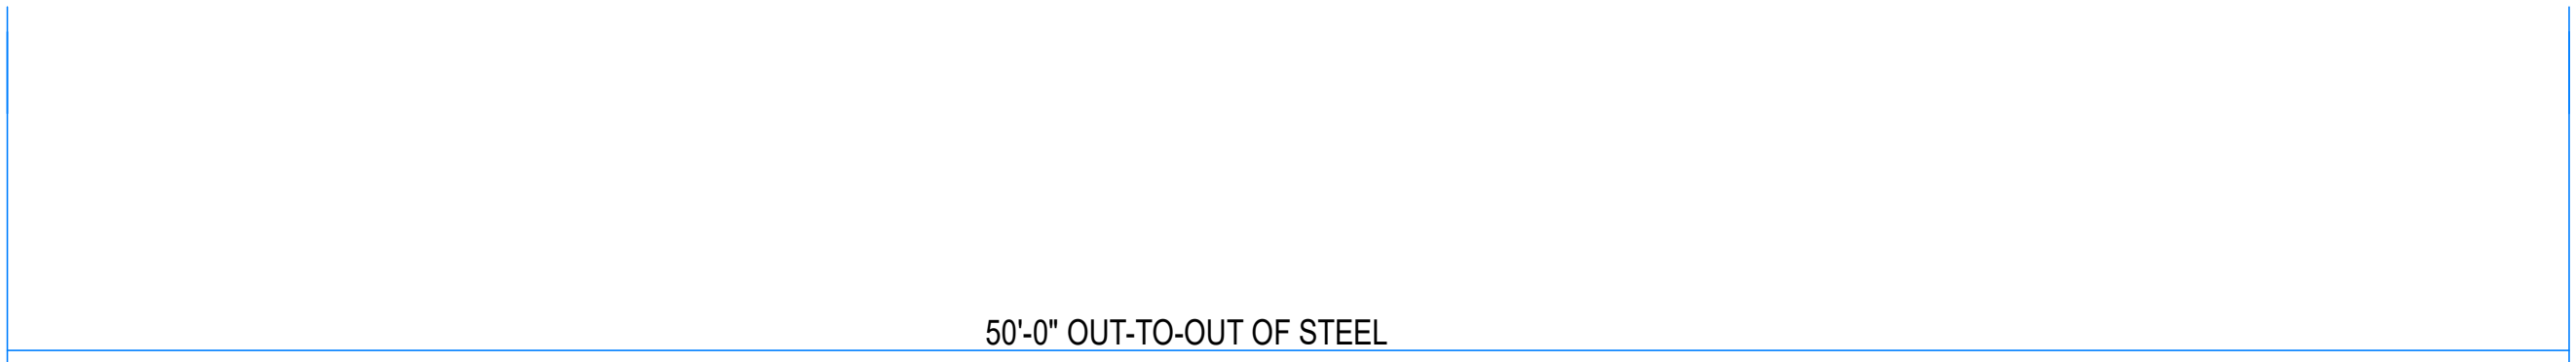 50'-0" OUT-TO-OUT OF STEEL